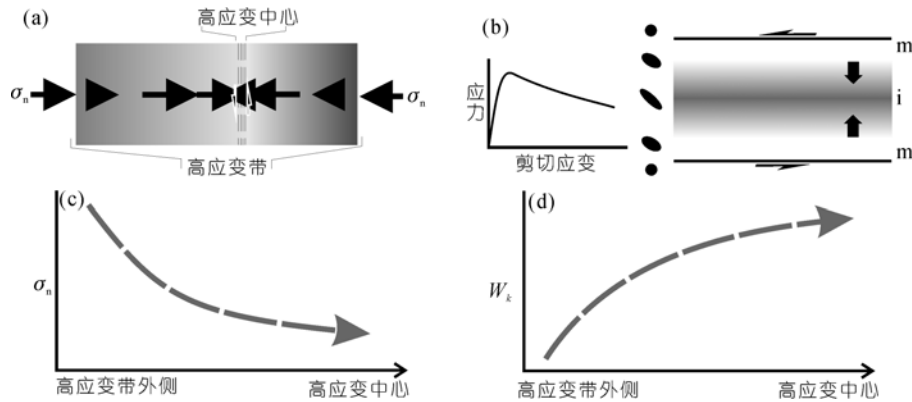 (a)
高应变中心
σn
σn
高应变带
(b)
应力
剪切应变
m
i
m
(c)
σn
高应变带外侧
高应变中心
(d)
Wk
高应变带外侧
高应变中心